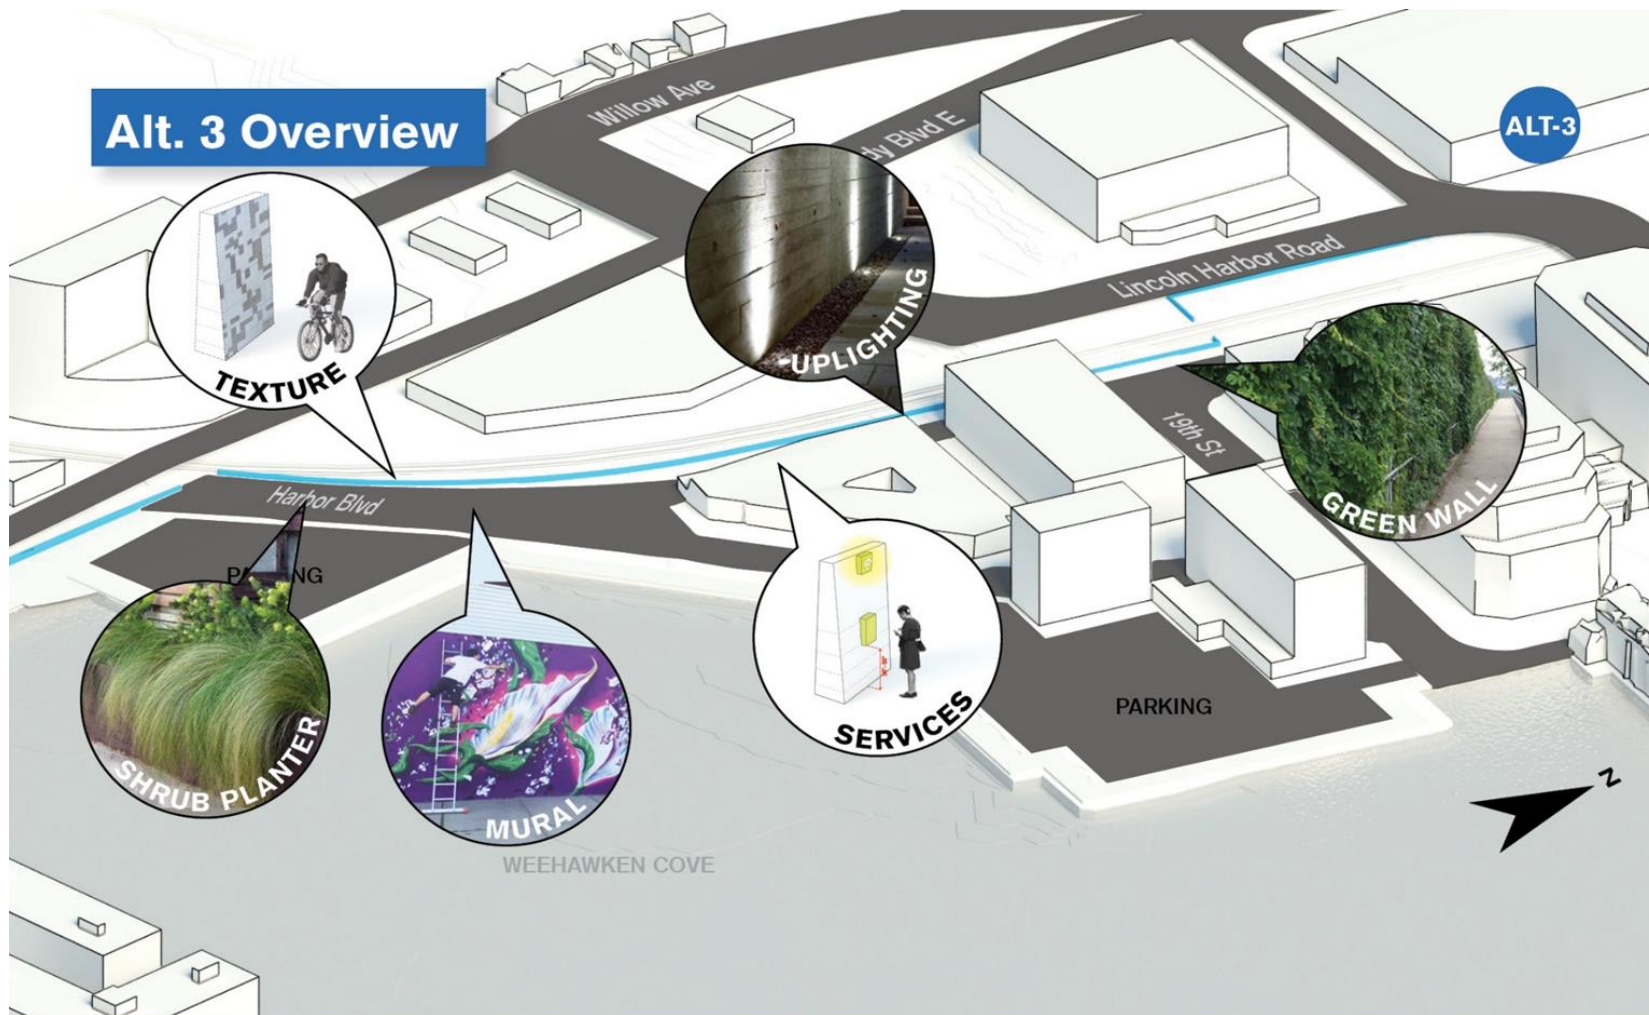 Alt. 3 Overview
ALT-3
Willow Ave
dy Blvd E
Lincoln Harbor Road
TEXTURE
UPLIGHTING
19th St
GREEN WALL
Harbor Blvd
PARKING
SHRUB PLANTER
MURAL
SERVICES
PARKING
WEEHAWKEN COVE
N